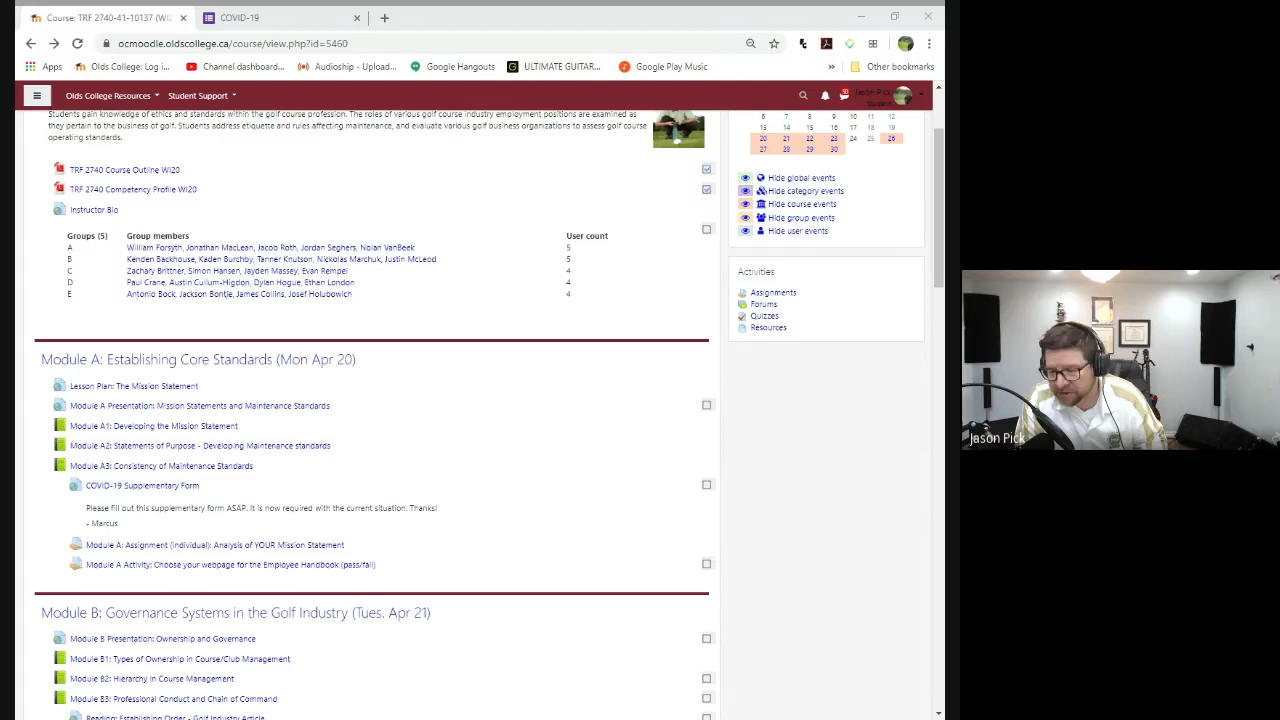 Course: TRF 2740-41-10137 (WI2
COVID-19
ocmoodle.oldscollege.ca/course/view.php?id=5460
Apps
Olds College: Log i...
Channel dashboard...
Audioship - Upload...
Google Hangouts
ULTIMATE GUITAR...
Google Play Music
»
Other bookmarks
Olds College Resources
Student Support
30
Jason Pick
Student
Students gain knowledge of ethics and standards within the golf course profession. The roles of various golf course industry employment positions are examined as
they pertain to the business of golf. Students address etiquette and rules affecting maintenance, and evaluate various golf business organizations to assess golf course
operating standards.
TRF 2740 Course Outline WI20
TRF 2740 Competency Profile WI20
Instructor Bio
Groups (5) Group members User count
A William Forsyth, Jonathan MacLean, Jacob Roth, Jordan Seghers, Nolan VanBeek 5
B Kenden Backhouse, Kaden Burchby, Tanner Knutson, Nickolas Marchuk, Justin McLeod 5
C Zachary Brittner, Simon Hansen, Jayden Massey, Evan Rempel 4
D Paul Crane, Austin Cullum-Higdon, Dylan Hogue, Ethan London 4
E Antonio Bock, Jackson Bontje, James Collins, Josef Holubowich 4
Module A: Establishing Core Standards (Mon Apr 20)
Lesson Plan: The Mission Statement
Module A Presentation: Mission Statements and Maintenance Standards
Module A1: Developing the Mission Statement
Module A2: Statements of Purpose - Developing Maintenance standards
Module A3: Consistency of Maintenance Standards
COVID-19 Supplementary Form
Please fill out this supplementary form ASAP. It is now required with the current situation. Thanks!
- Marcus
Module A: Assignment (individual): Analysis of YOUR Mission Statement
Module A Activity: Choose your webpage for the Employee Handbook (pass/fail)
Module B: Governance Systems in the Golf Industry (Tues. Apr 21)
Module B Presentation: Ownership and Governance
Module B1: Types of Ownership in Course/Club Management
Module B2: Hierarchy in Course Management
Module B3: Professional Conduct and Chain of Command
Reading: Establishing Order - Golf Industry Article
6 7 8 9 10 11 12
13 14 15 16 17 18 19
20 21 22 23 24 25 26
27 28 29 30
Hide global events
Hide category events
Hide course events
Hide group events
Hide user events
Activities
Assignments
Forums
Quizzes
Resources
Jason Pick